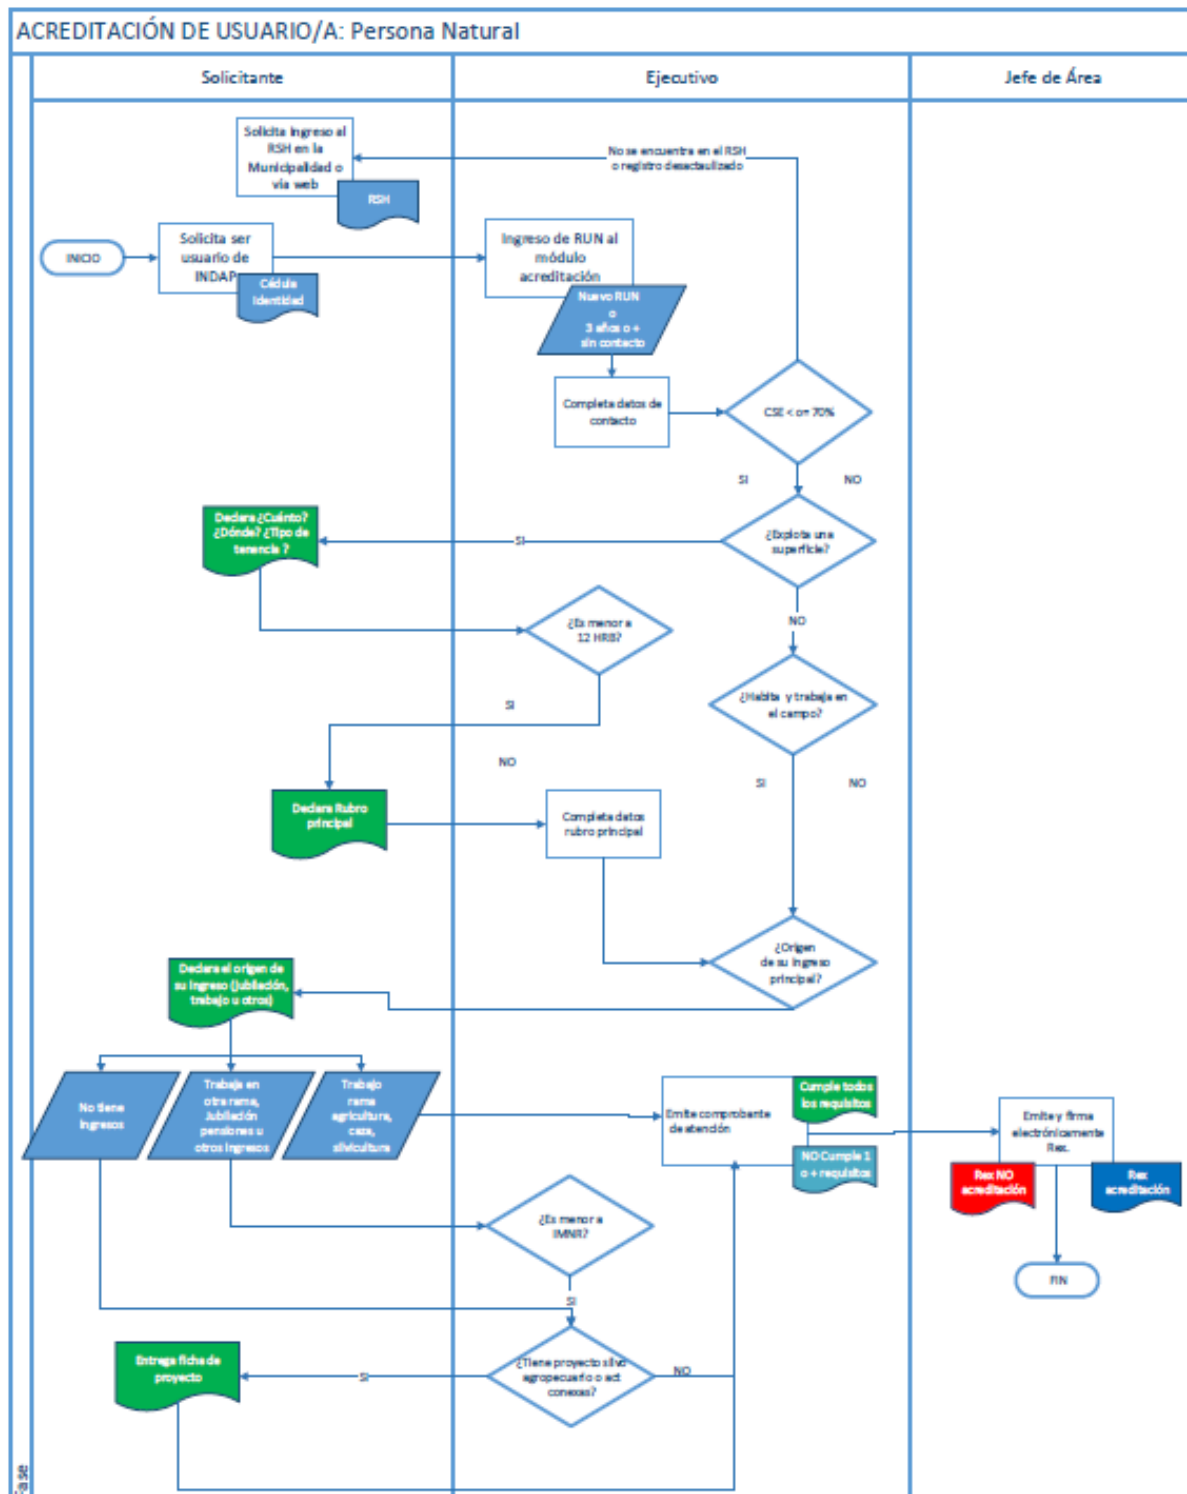 ACREDITACIÓN DE USUARIO/A: Persona Natural
Solicitante
Ejecutivo
Jefe de Área
Solicita ingreso al
RSH en la
Municipalidad o
vía web
RSH
No se encuentra en el RSH
o registro desactaulizado
INICIO
Solicita ser
usuario de
INDAP
Cédula
Identidad
Ingreso de RUN al
módulo
acreditación
Nuevo RUN
o
3 años o +
sin contacto
Completa datos de
contacto
CSE < o= 70%
SI
NO
Declara ¿Cuánto?
¿Dónde? ¿Tipo de
tenencia ?
SI
¿Explota una
superficie?
NO
¿Es menor a
12 HRB?
SI
¿Habita y trabaja en
el campo?
NO
SI
NO
Declara Rubro
principal
Completa datos
rubro principal
¿Origen
de su ingreso
principal?
Declara el origen de
su ingreso (jubilación,
trabajo u otros)
No tiene
ingresos
Trabaja en
otra rama,
Jubilación
pensiones u
otros ingresos
Trabajo
rama
agricultura,
caza,
silvicultura
Emite comprobante
de atención
Cumple todos
los requisitos
NO Cumple 1
o + requisitos
Emite y firma
electrónicamente
Rex.
Rex NO
acreditación
Rex
acreditación
¿Es menor a
IMNR?
SI
FIN
¿Tiene proyecto silvo
agropecuario o act
conexas?
SI
NO
Entrega ficha de
proyecto
Fase